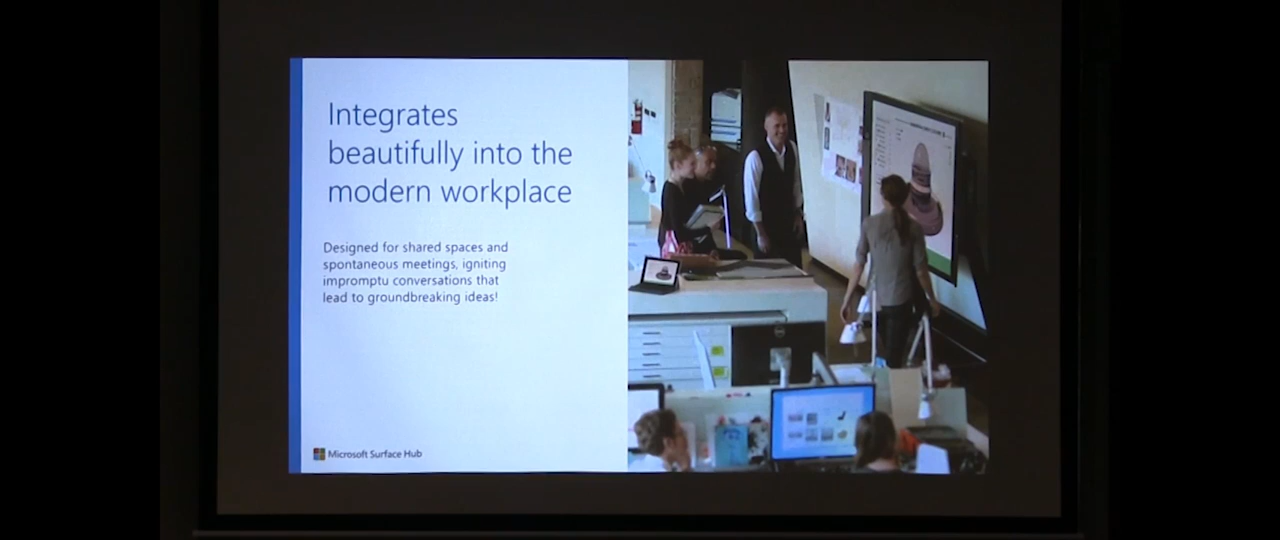 Integrates
beautifully into the
modern workplace
Designed for shared spaces and
spontaneous meetings, igniting
impromptu conversations that
lead to groundbreaking ideas!
Microsoft Surface Hub